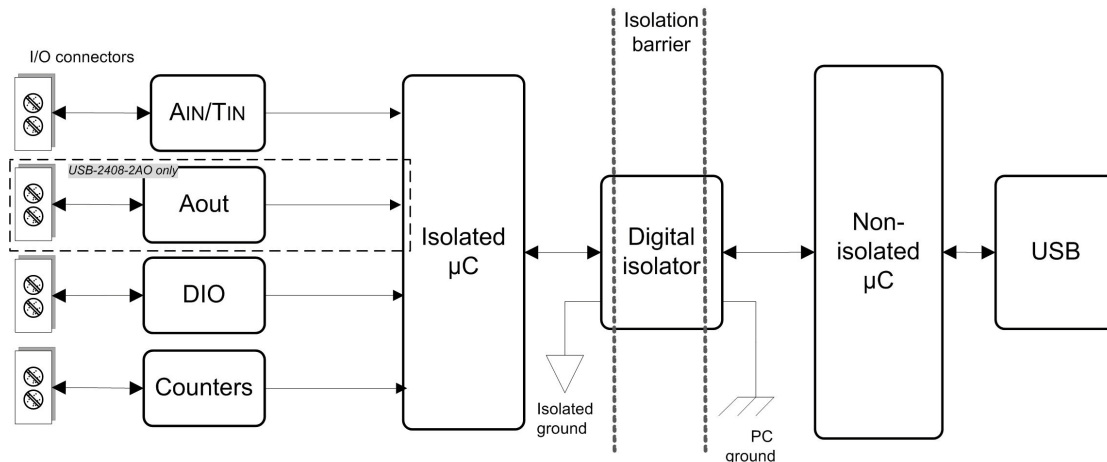 Isolation
barrier
I/O connectors
AIN/TIN
USB-2408-2AO only
Aout
DIO
Counters
Isolated
µC
Digital
isolator
Isolated
ground
PC
ground
Non-
isolated
µC
USB